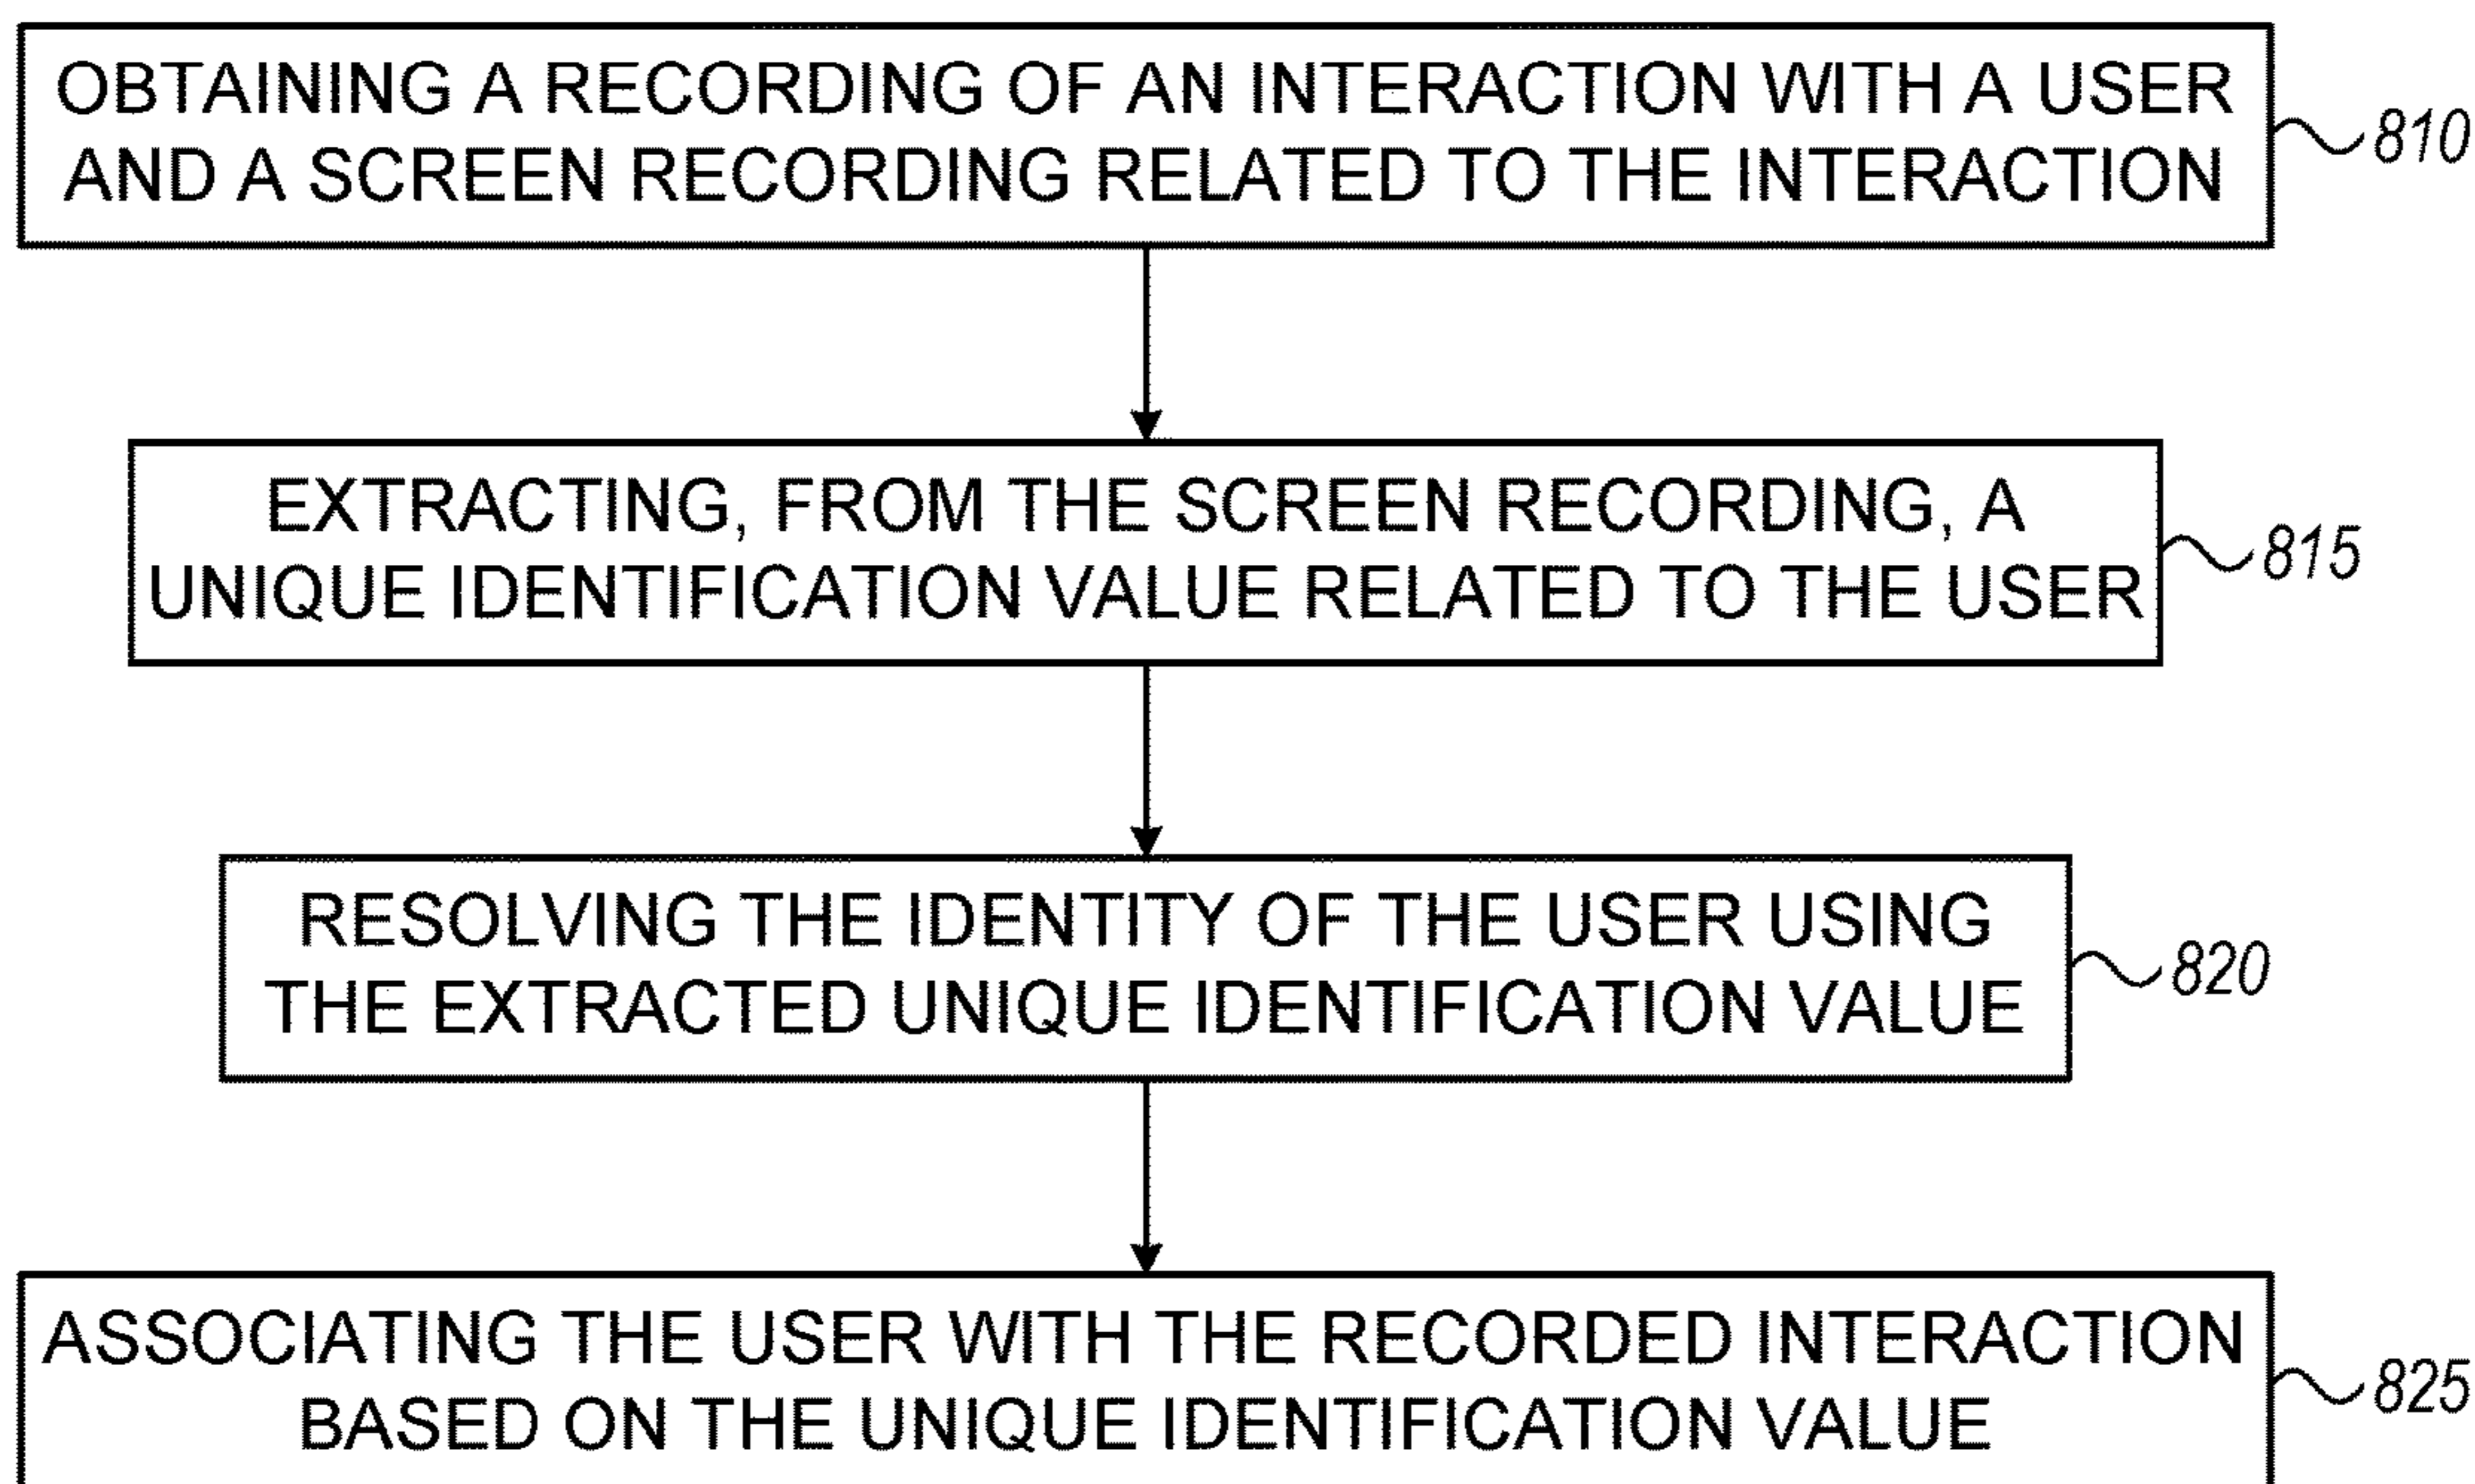 OBTAINING A RECORDING OF AN INTERACTION WITH A USER
AND A SCREEN RECORDING RELATED TO THE INTERACTION
810
EXTRACTING, FROM THE SCREEN RECORDING, A
UNIQUE IDENTIFICATION VALUE RELATED TO THE USER
815
RESOLVING THE IDENTITY OF THE USER USING
THE EXTRACTED UNIQUE IDENTIFICATION VALUE
820
ASSOCIATING THE USER WITH THE RECORDED INTERACTION
BASED ON THE UNIQUE IDENTIFICATION VALUE
825